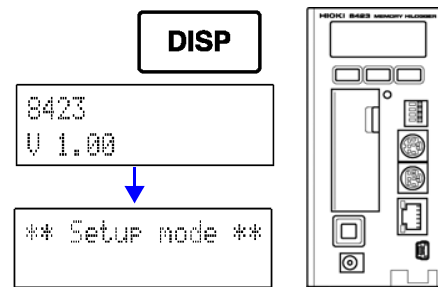 DISP
8423
V 1.00
** Setup mode **
HIOKI 8423 MEMORY HiLOGGER